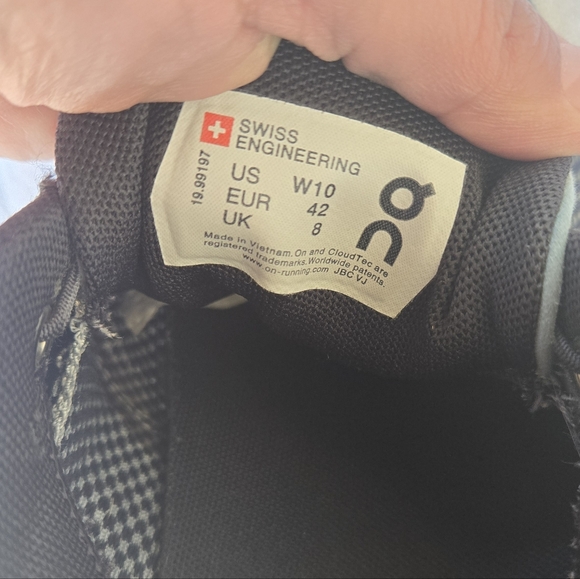 SWISS
ENGINEERING
19.99197
US W10
EUR 42
UK 8
Made in Vietnam. On and CloudTec are
registered trademarks. Worldwide patents.
www.on-running.com JBC VJ
On